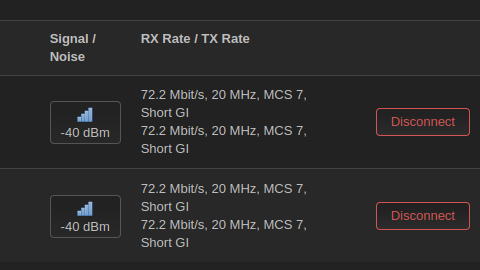 Signal /
Noise
RX Rate / TX Rate
72.2 Mbit/s, 20 MHz, MCS 7,
Short GI
72.2 Mbit/s, 20 MHz, MCS 7,
Short GI
-40 dBm
Disconnect
72.2 Mbit/s, 20 MHz, MCS 7,
Short GI
72.2 Mbit/s, 20 MHz, MCS 7,
Short GI
-40 dBm
Disconnect